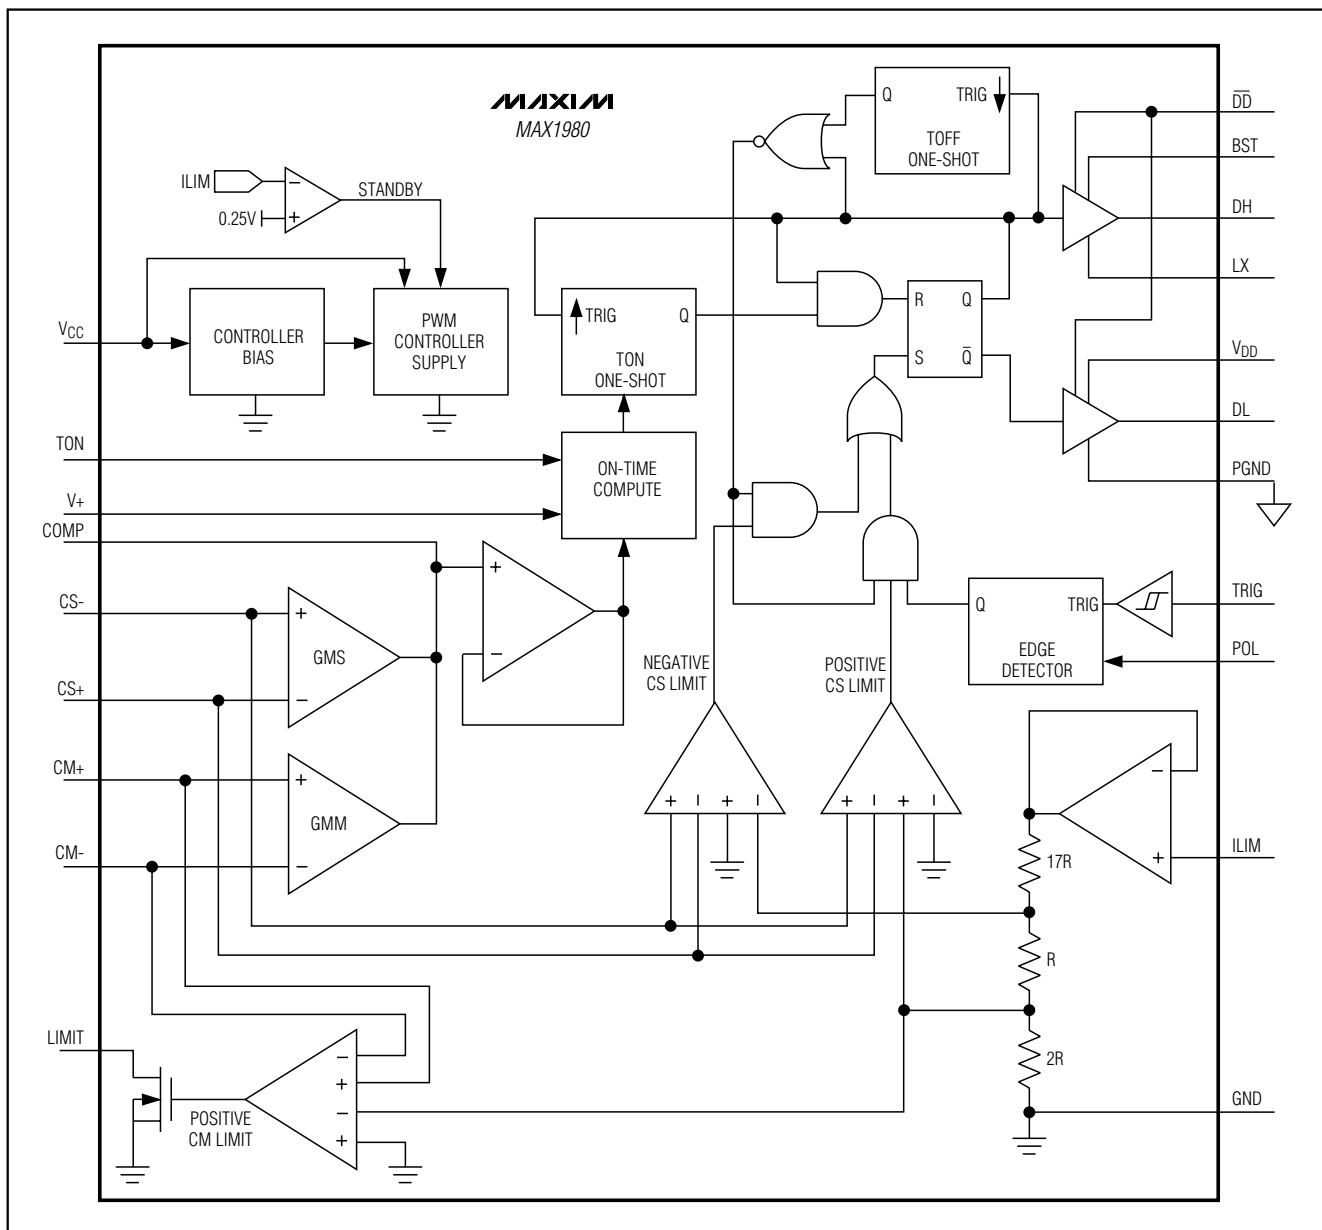 MAXIM
MAX1980
Q
TRIG
TOFF
ONE-SHOT
DD
BST
DH
LX
ILIM
−
+
0.25V
STANDBY
VCC
CONTROLLER
BIAS
PWM
CONTROLLER
SUPPLY
TRIG
Q
TON
ONE-SHOT
R
Q
S
Q
VDD
DL
PGND
TON
ON-TIME
COMPUTE
V+
COMP
+
−
CS-
+
GMS
−
CS+
Q
TRIG
EDGE
DETECTOR
TRIG
POL
NEGATIVE
CS LIMIT
POSITIVE
CS LIMIT
CM+
+
GMM
−
CM-
+ − + −
+ − + −
−
+
ILIM
17R
R
2R
GND
LIMIT
−
+
−
+
POSITIVE
CM LIMIT